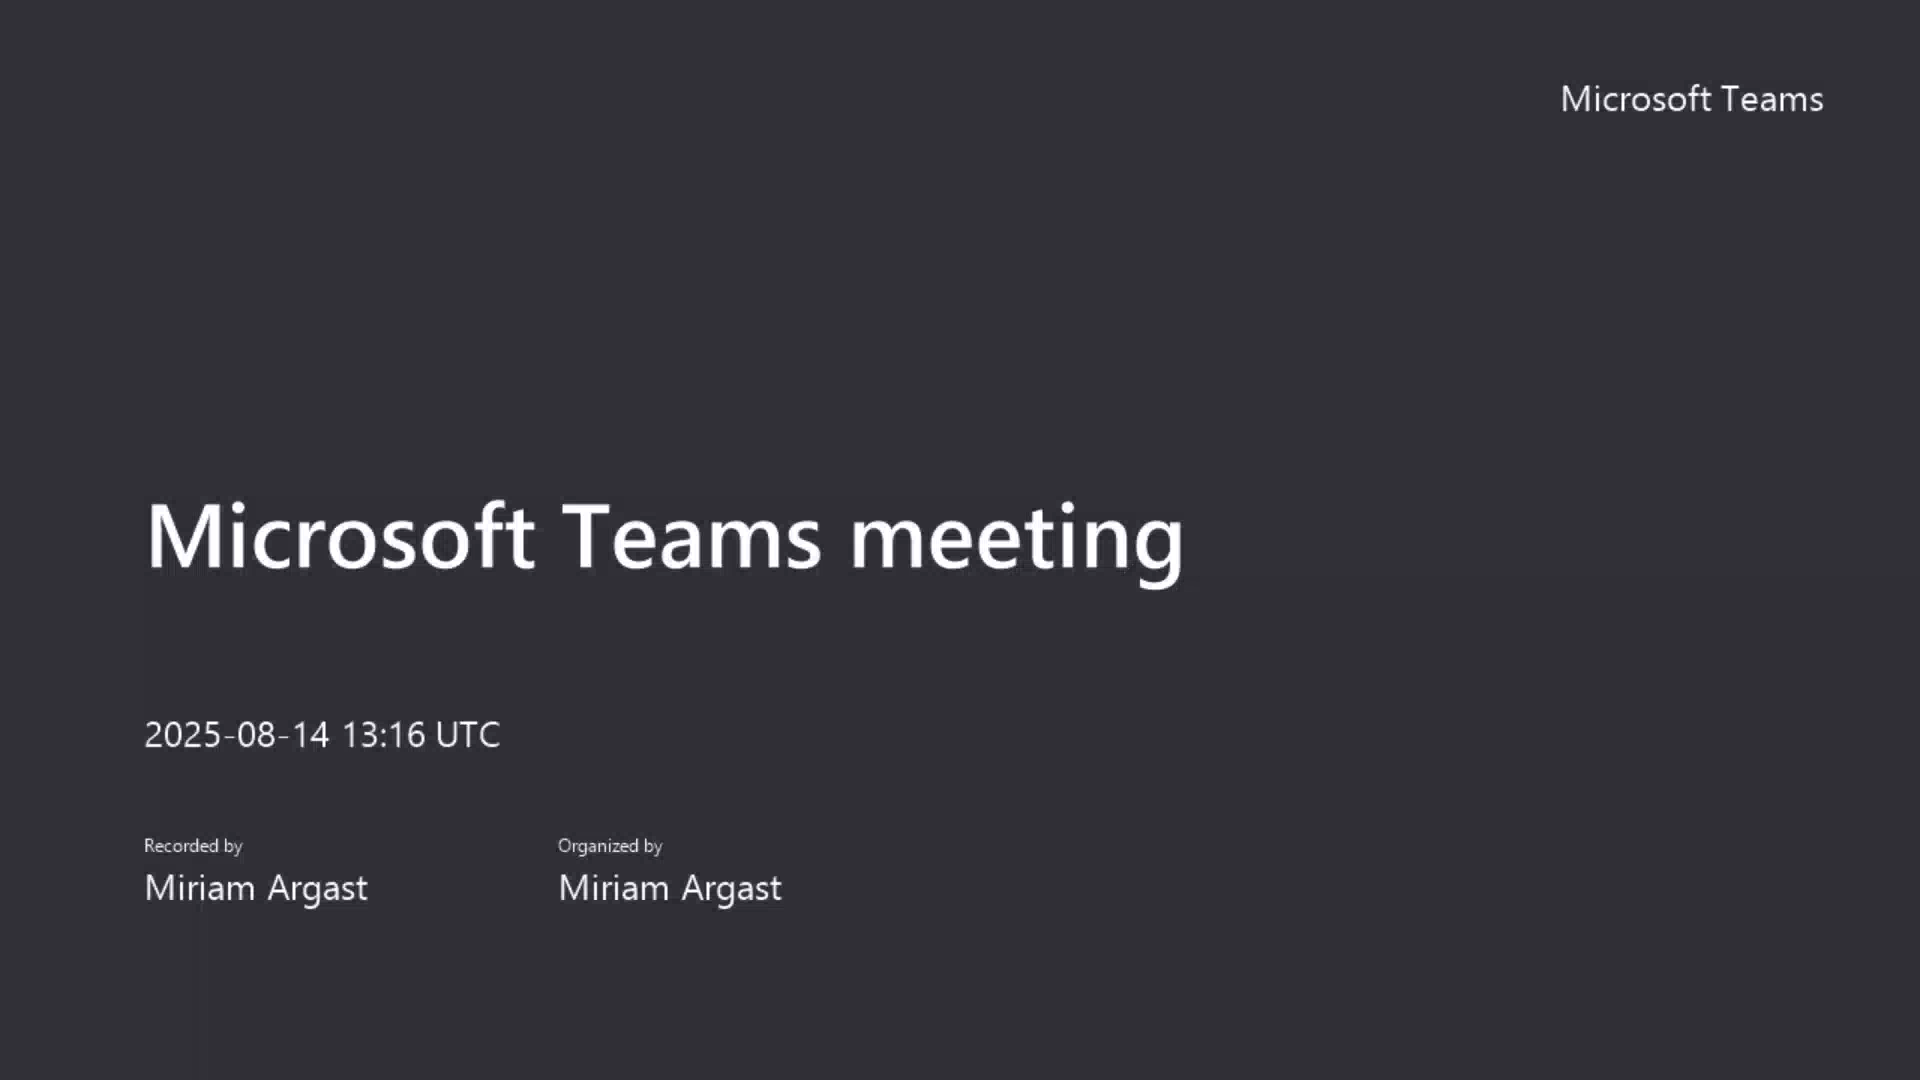 Microsoft Teams
Microsoft Teams meeting
2025-08-14 13:16 UTC
Recorded by
Miriam Argast
Organized by
Miriam Argast